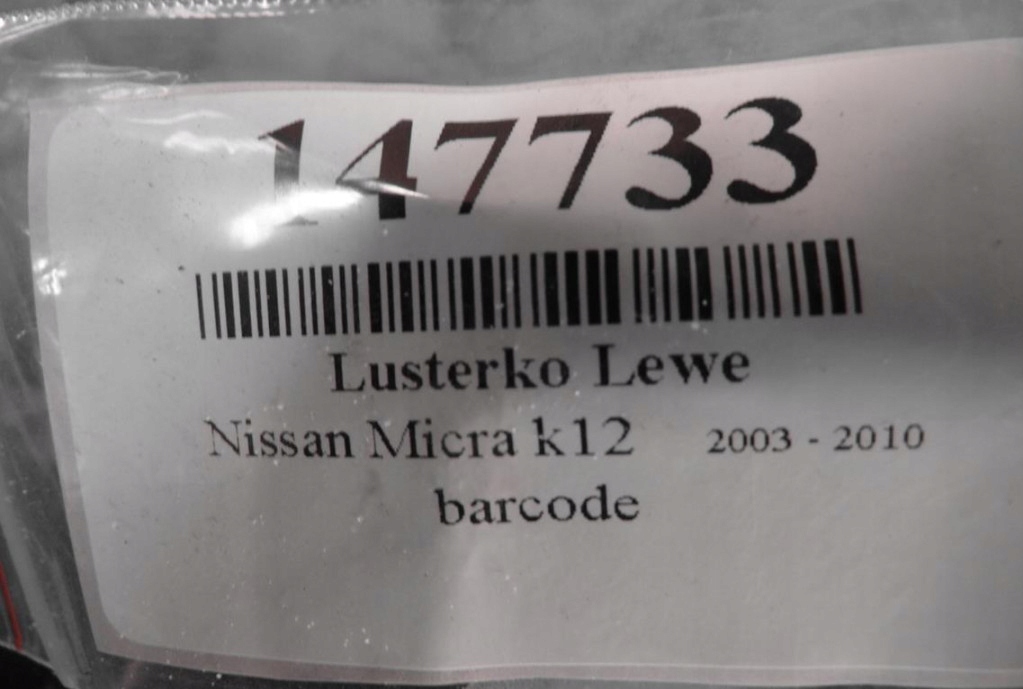 147733
Lusterko Lewe
Nissan Micra k12 2003 - 2010
barcode